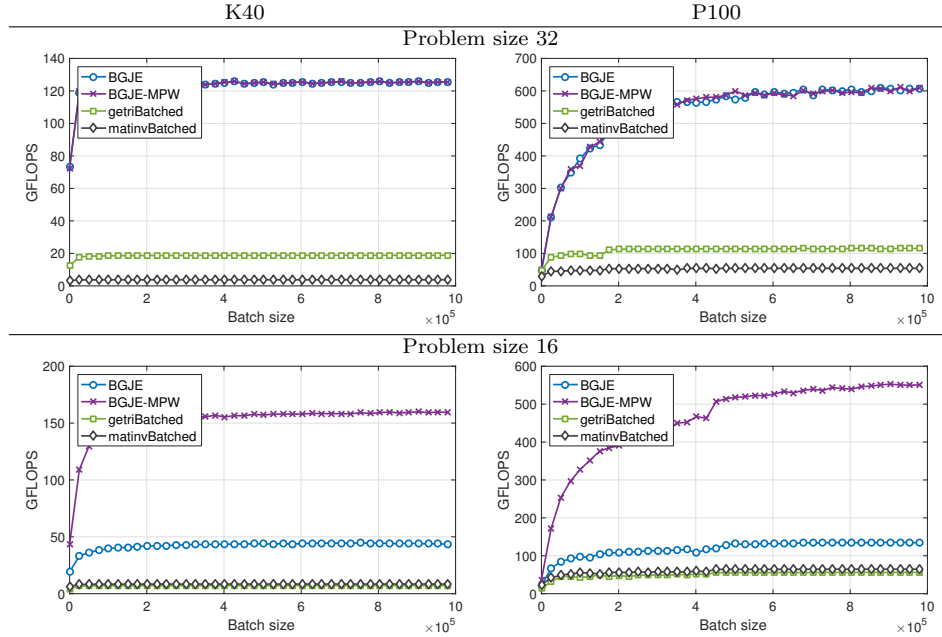 K40 P100
Problem size 32
140
120
100
80
60
40
20
0
GFLOPS
BGJE
BGJE-MPW
getriBatched
matinvBatched
0 2 4 6 8 10
Batch size
×10^5
700
600
500
400
300
200
100
0
GFLOPS
BGJE
BGJE-MPW
getriBatched
matinvBatched
0 2 4 6 8 10
Batch size
×10^5
Problem size 16
200
150
100
50
0
GFLOPS
BGJE
BGJE-MPW
getriBatched
matinvBatched
0 2 4 6 8 10
Batch size
×10^5
600
500
400
300
200
100
0
GFLOPS
BGJE
BGJE-MPW
getriBatched
matinvBatched
0 2 4 6 8 10
Batch size
×10^5